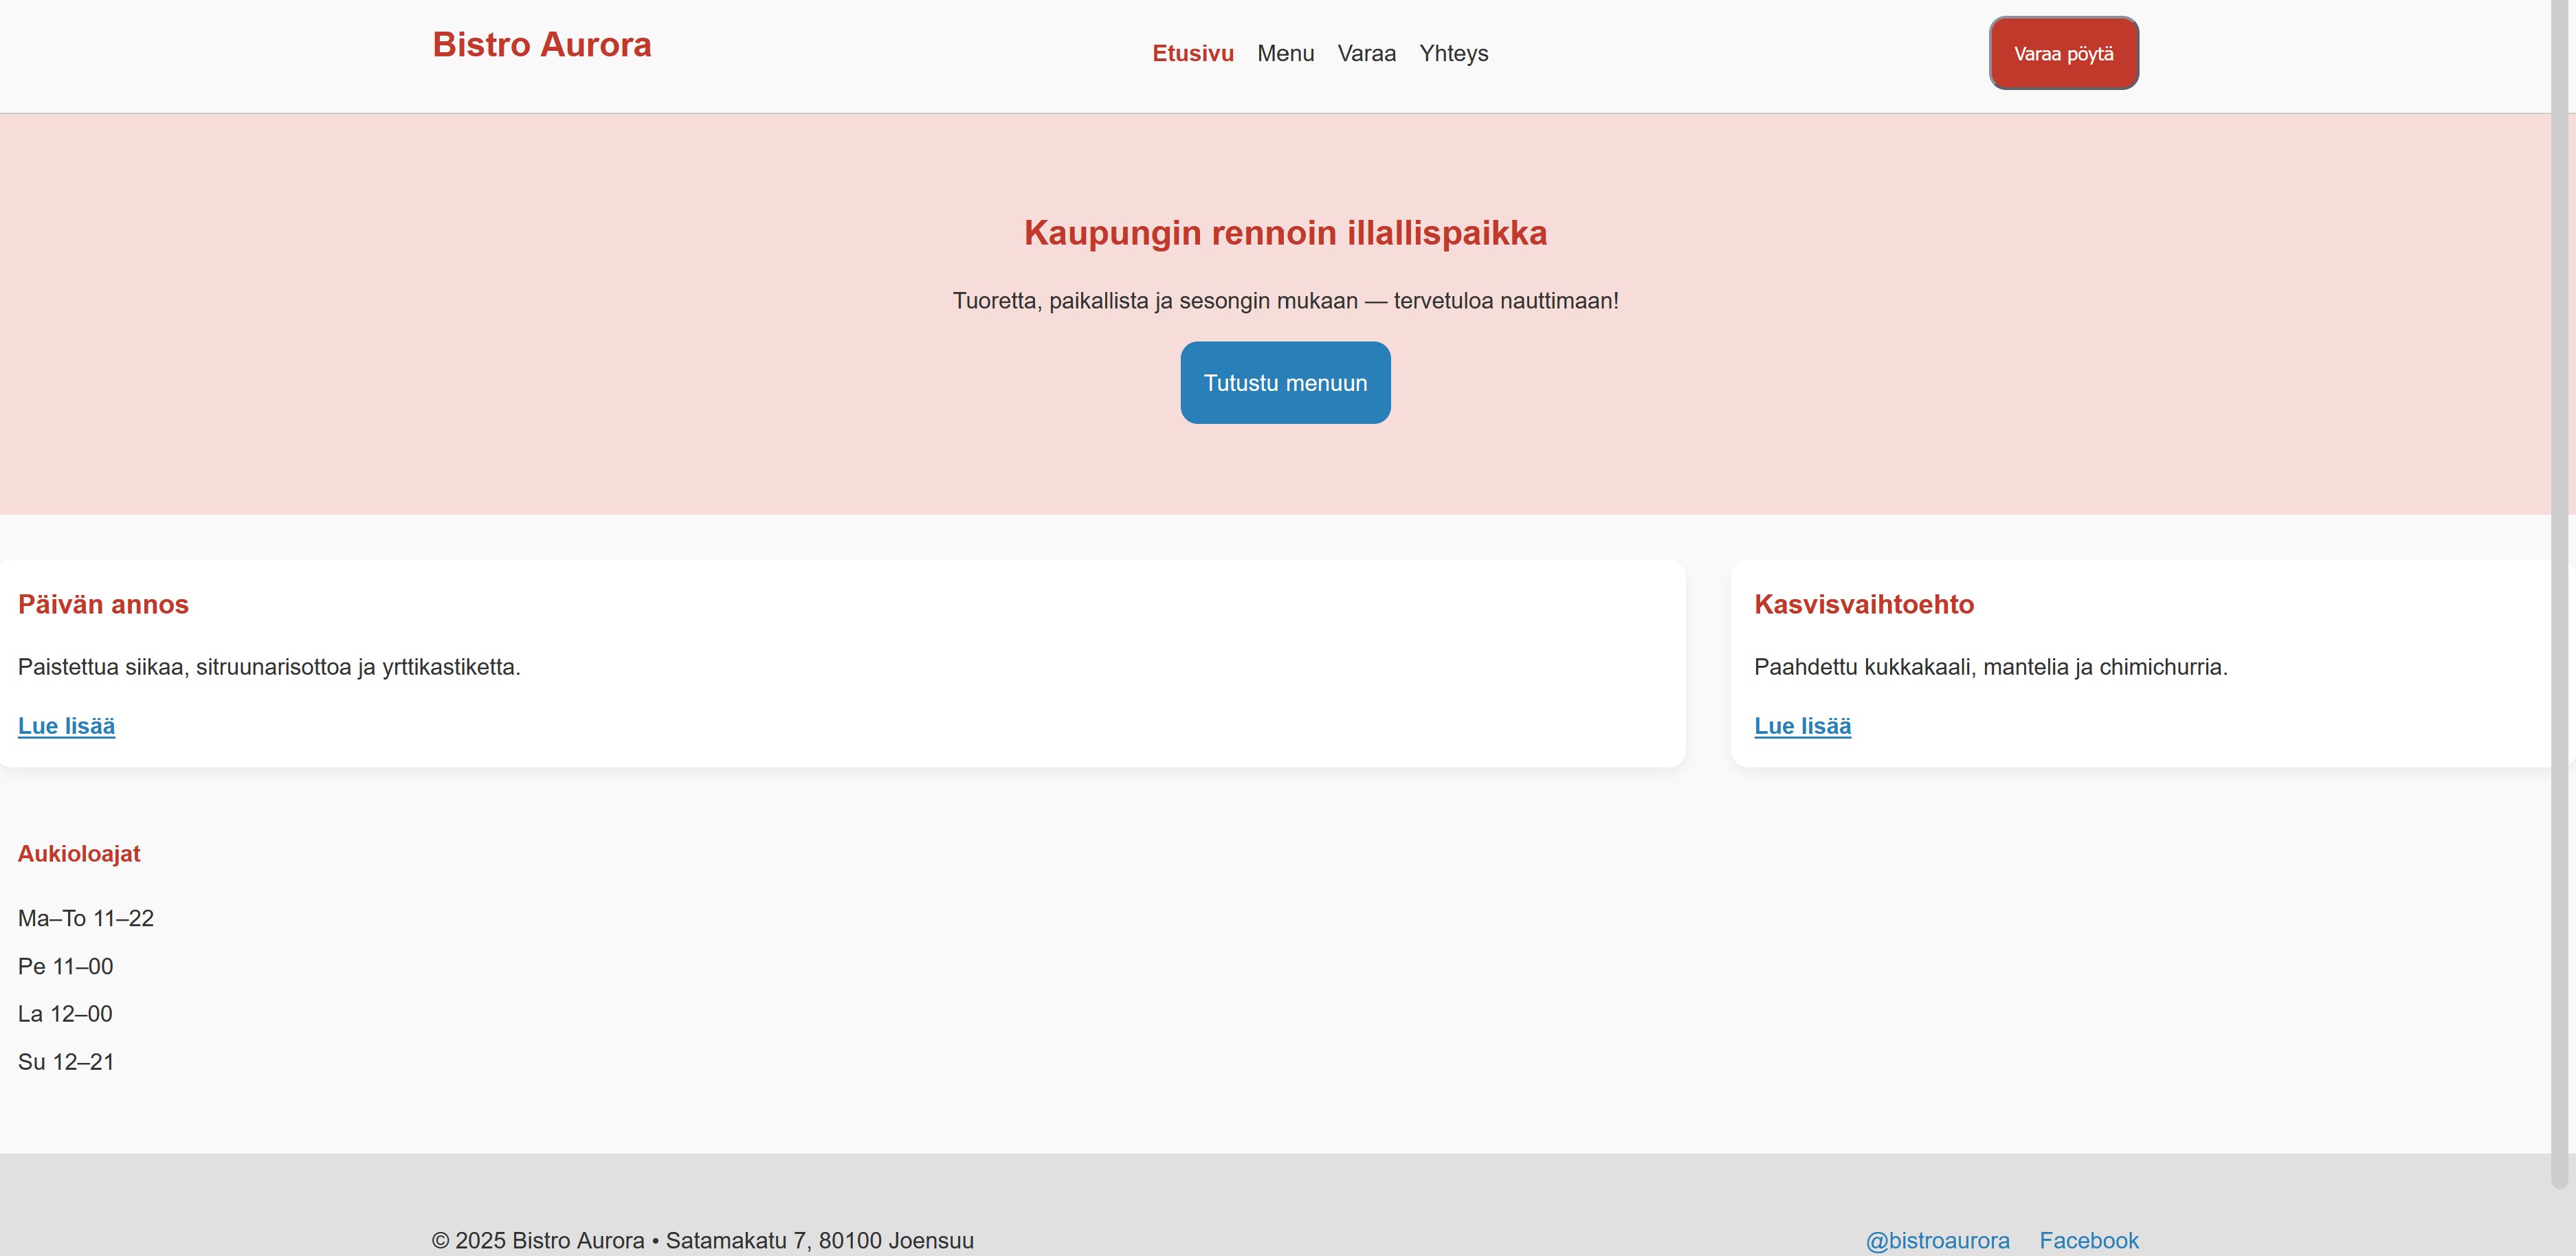 Bistro Aurora
Etusivu Menu Varaa Yhteys
Varaa pöytä
Kaupungin rennoin illallispaikka
Tuoretta, paikallista ja sesongin mukaan — tervetuloa nauttimaan!
Tutustu menuun
Päivän annos
Paistettua siikaa, sitruunarisottoa ja yrttikastiketta.
Lue lisää
Kasvisvaihtoehto
Paahdettu kukkakaali, mantelia ja chimichurria.
Lue lisää
Aukioloajat
Ma–To 11–22
Pe 11–00
La 12–00
Su 12–21
© 2025 Bistro Aurora • Satamakatu 7, 80100 Joensuu
@bistroaurora Facebook